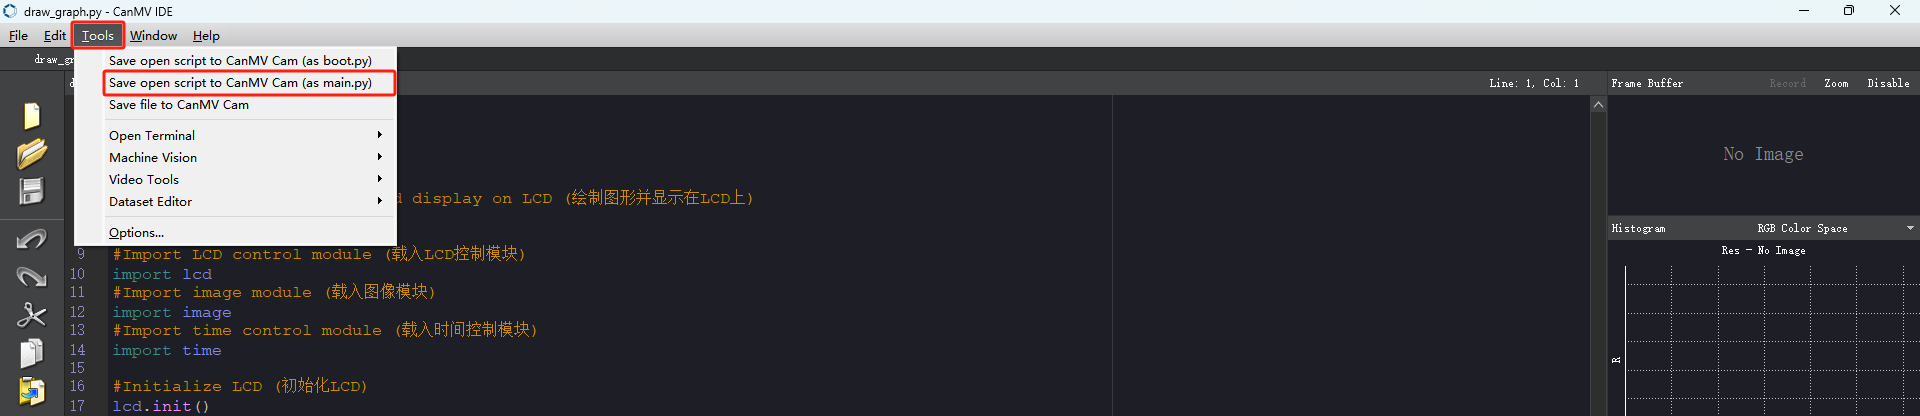 draw_graph.py - CanMV IDE
File Edit Tools Window Help
draw_gr
Save open script to CanMV Cam (as boot.py)
Save open script to CanMV Cam (as main.py)
Line: 1, Col: 1
Frame Buffer Record Zoom Disable
Save file to CanMV Cam
Open Terminal
Machine Vision
No Image
Video Tools
Dataset Editor
d display on LCD (绘制图形并显示在LCD上)
Options...
Histogram RGB Color Space
Res - No Image
9 #Import LCD control module (载入LCD控制模块)
10 import lcd
11 #Import image module (载入图像模块)
12 import image
13 #Import time control module (载入时间控制模块)
14 import time
15
16 #Initialize LCD (初始化LCD)
17 lcd.init()
R